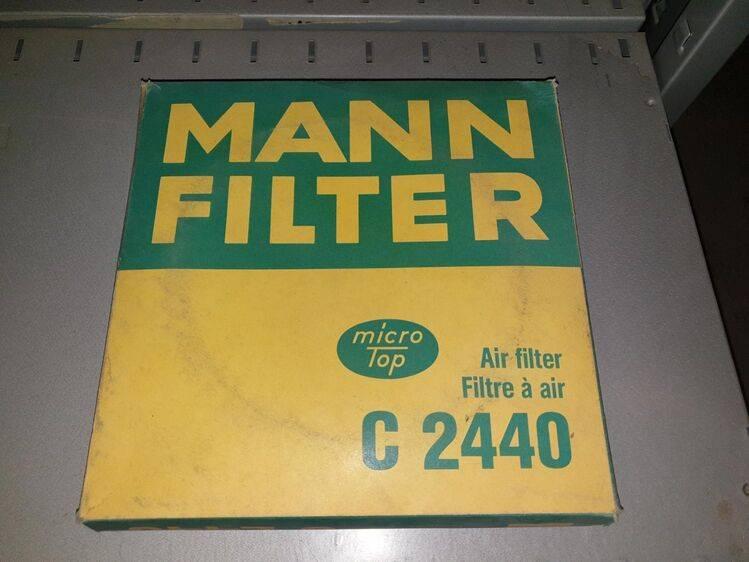 MANN
FILTER
micro
Top
Air filter
Filtre à air
C 2440